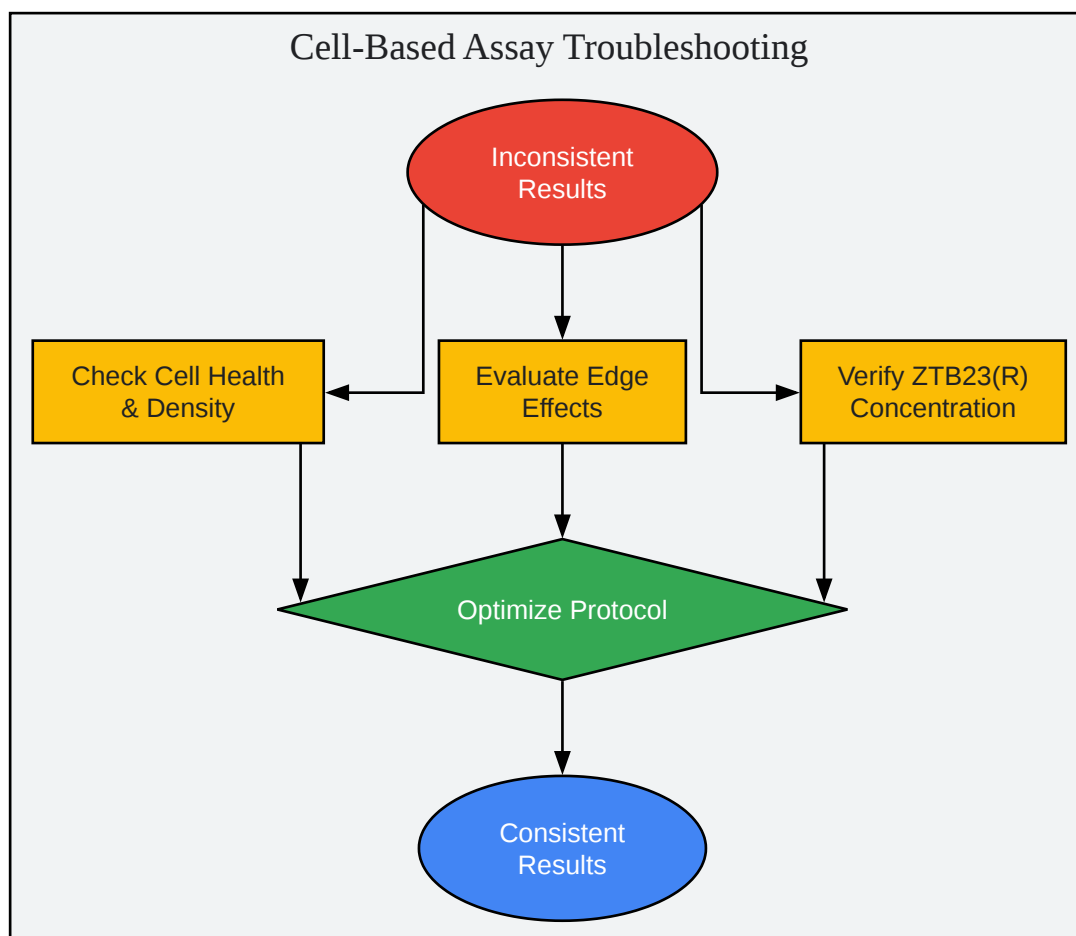 Cell-Based Assay Troubleshooting
Inconsistent
Results
Check Cell Health
& Density
Evaluate Edge
Effects
Verify ZTB23(R)
Concentration
Optimize Protocol
Consistent
Results